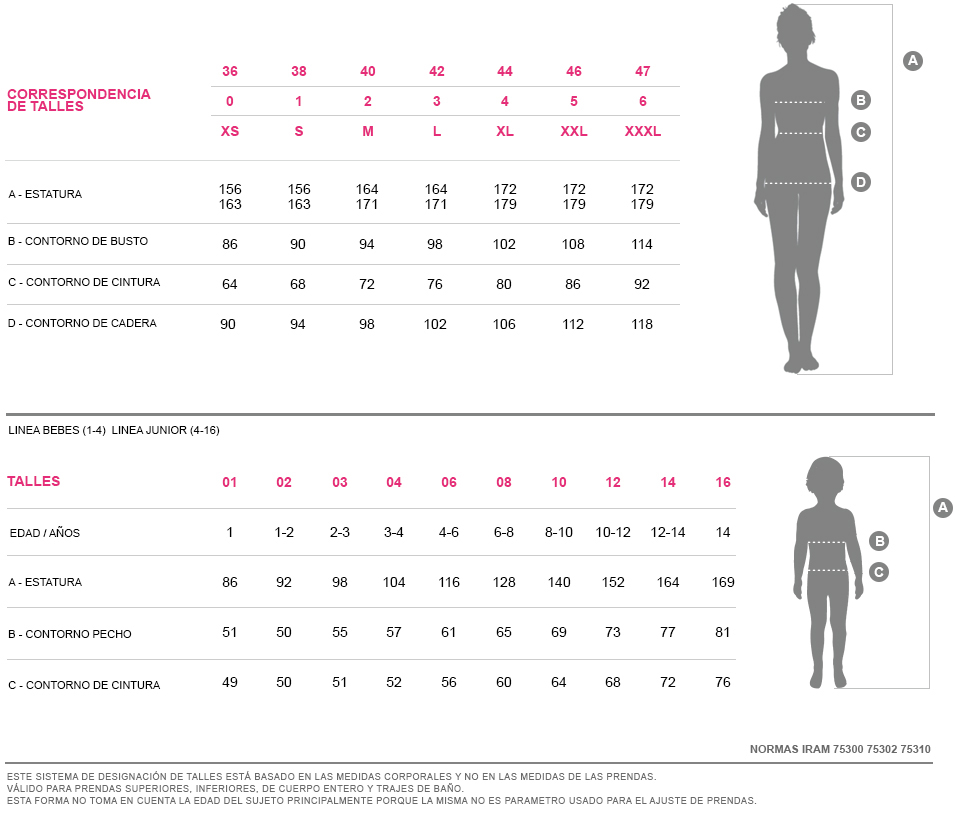 36 38 40 42 44 46 47
CORRESPONDENCIA
DE TALLES
0 1 2 3 4 5 6
XS S M L XL XXL XXXL
A - ESTATURA
156 156 164 164 172 172 172
163 163 171 171 179 179 179
B - CONTORNO DE BUSTO 86 90 94 98 102 108 114
C - CONTORNO DE CINTURA 64 68 72 76 80 86 92
D - CONTORNO DE CADERA 90 94 98 102 106 112 118
A
B
C
D
LINEA BEBES (1-4) LINEA JUNIOR (4-16)
TALLES 01 02 03 04 06 08 10 12 14 16
EDAD / AÑOS 1 1-2 2-3 3-4 4-6 6-8 8-10 10-12 12-14 14
A - ESTATURA 86 92 98 104 116 128 140 152 164 169
B - CONTORNO PECHO 51 50 55 57 61 65 69 73 77 81
C - CONTORNO DE CINTURA 49 50 51 52 56 60 64 68 72 76
A
B
C
NORMAS IRAM 75300 75302 75310
ESTE SISTEMA DE DESIGNACIÓN DE TALLES ESTÁ BASADO EN LAS MEDIDAS CORPORALES Y NO EN LAS MEDIDAS DE LAS PRENDAS.
VÁLIDO PARA PRENDAS SUPERIORES, INFERIORES, DE CUERPO ENTERO Y TRAJES DE BAÑO.
ESTA FORMA NO TOMA EN CUENTA LA EDAD DEL SUJETO PRINCIPALMENTE PORQUE LA MISMA NO ES PARAMETRO USADO PARA EL AJUSTE DE PRENDAS.